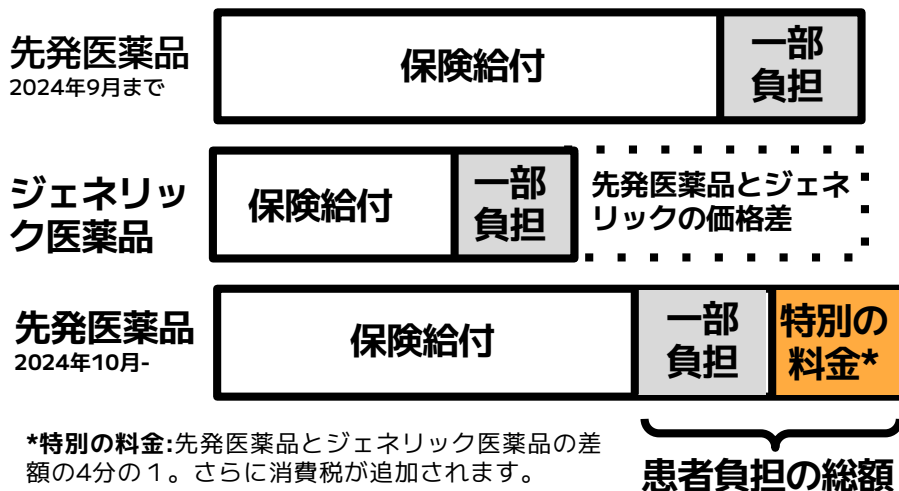 先発医薬品
2024年9月まで
保険給付
一部
負担
ジェネリッ
ク医薬品
保険給付
一部
負担
先発医薬品とジェネ
リックの価格差
先発医薬品
2024年10月-
保険給付
一部
負担
特別の
料金*
*特別の料金:先発医薬品とジェネリック医薬品の差
額の4分の１。さらに消費税が追加されます。
患者負担の総額